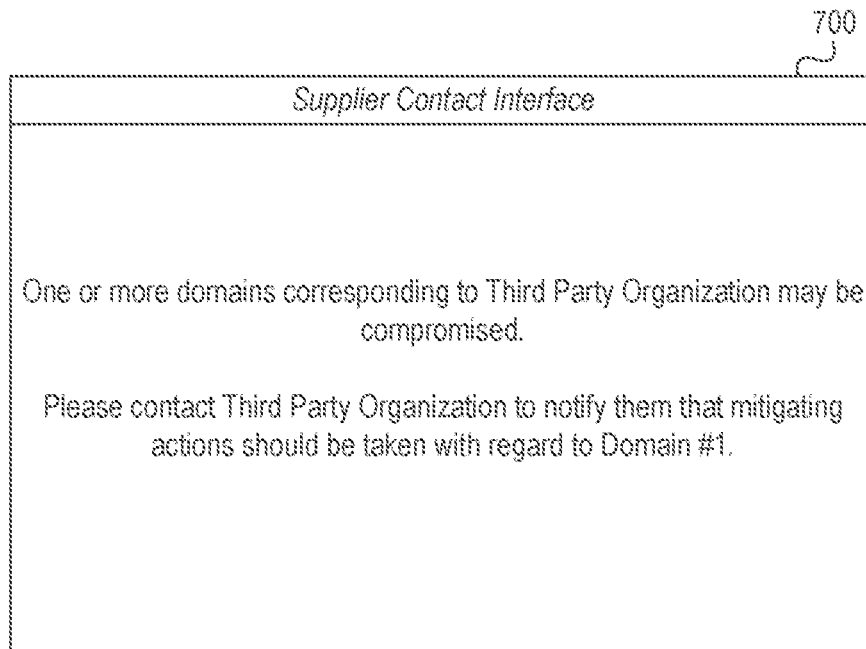 700
Supplier Contact Interface
One or more domains corresponding to Third Party Organization may be
compromised.
Please contact Third Party Organization to notify them that mitigating
actions should be taken with regard to Domain #1.